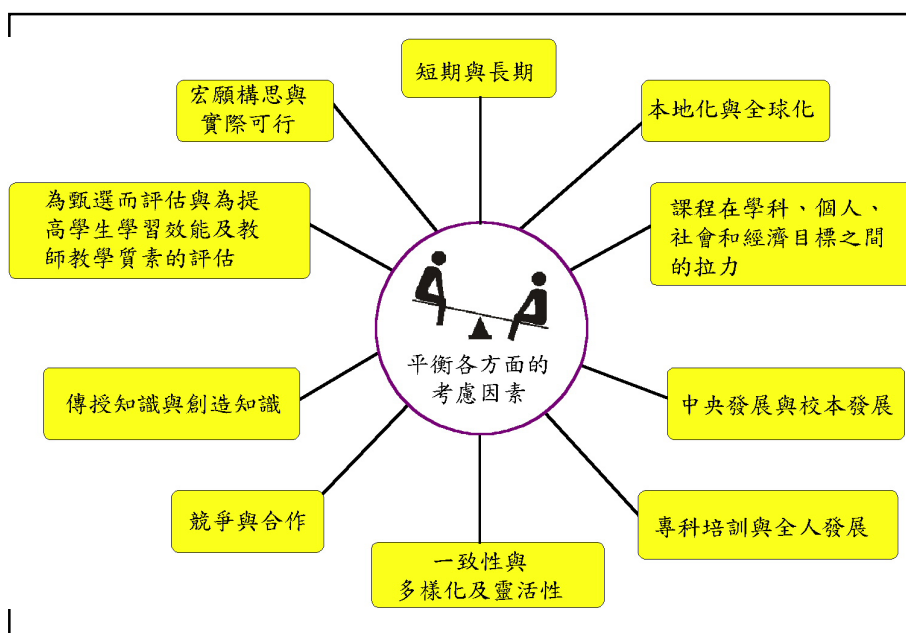 短期與長期
宏願構思與
實際可行
本地化與全球化
為甄選而評估與為提
高學生學習效能及教
師教學質素的評估
課程在學科、個人、
社會和經濟目標之間
的拉力
平衡各方面的
考慮因素
傳授知識與創造知識
中央發展與校本發展
競爭與合作
專科培訓與全人發展
一致性與
多樣化及靈活性